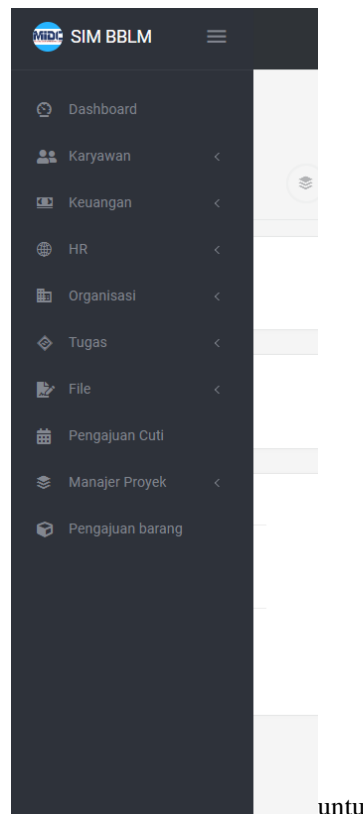 MIDC SIM BBLM
Dashboard
Karyawan
Keuangan
HR
Organisasi
Tugas
File
Pengajuan Cuti
Manajer Proyek
Pengajuan barang
untu